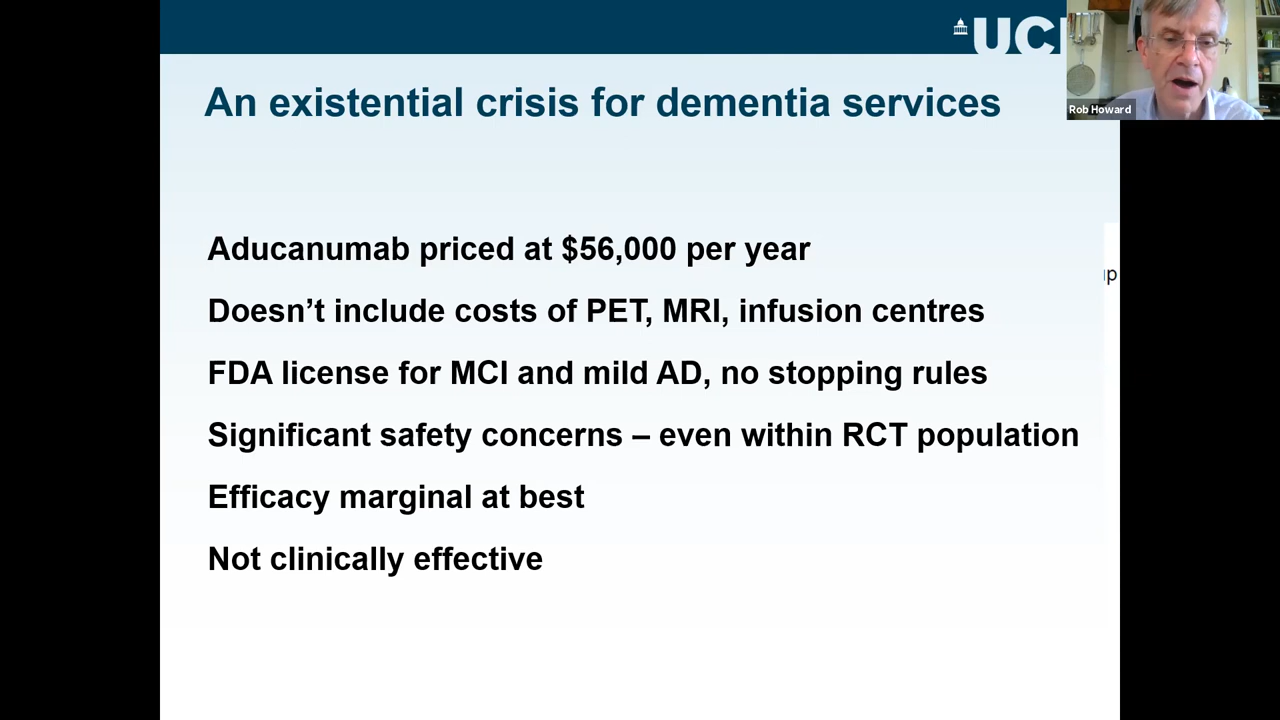 UCL
An existential crisis for dementia services
Rob Howard
Aducanumab priced at $56,000 per year
Doesn’t include costs of PET, MRI, infusion centres
FDA license for MCI and mild AD, no stopping rules
Significant safety concerns – even within RCT population
Efficacy marginal at best
Not clinically effective